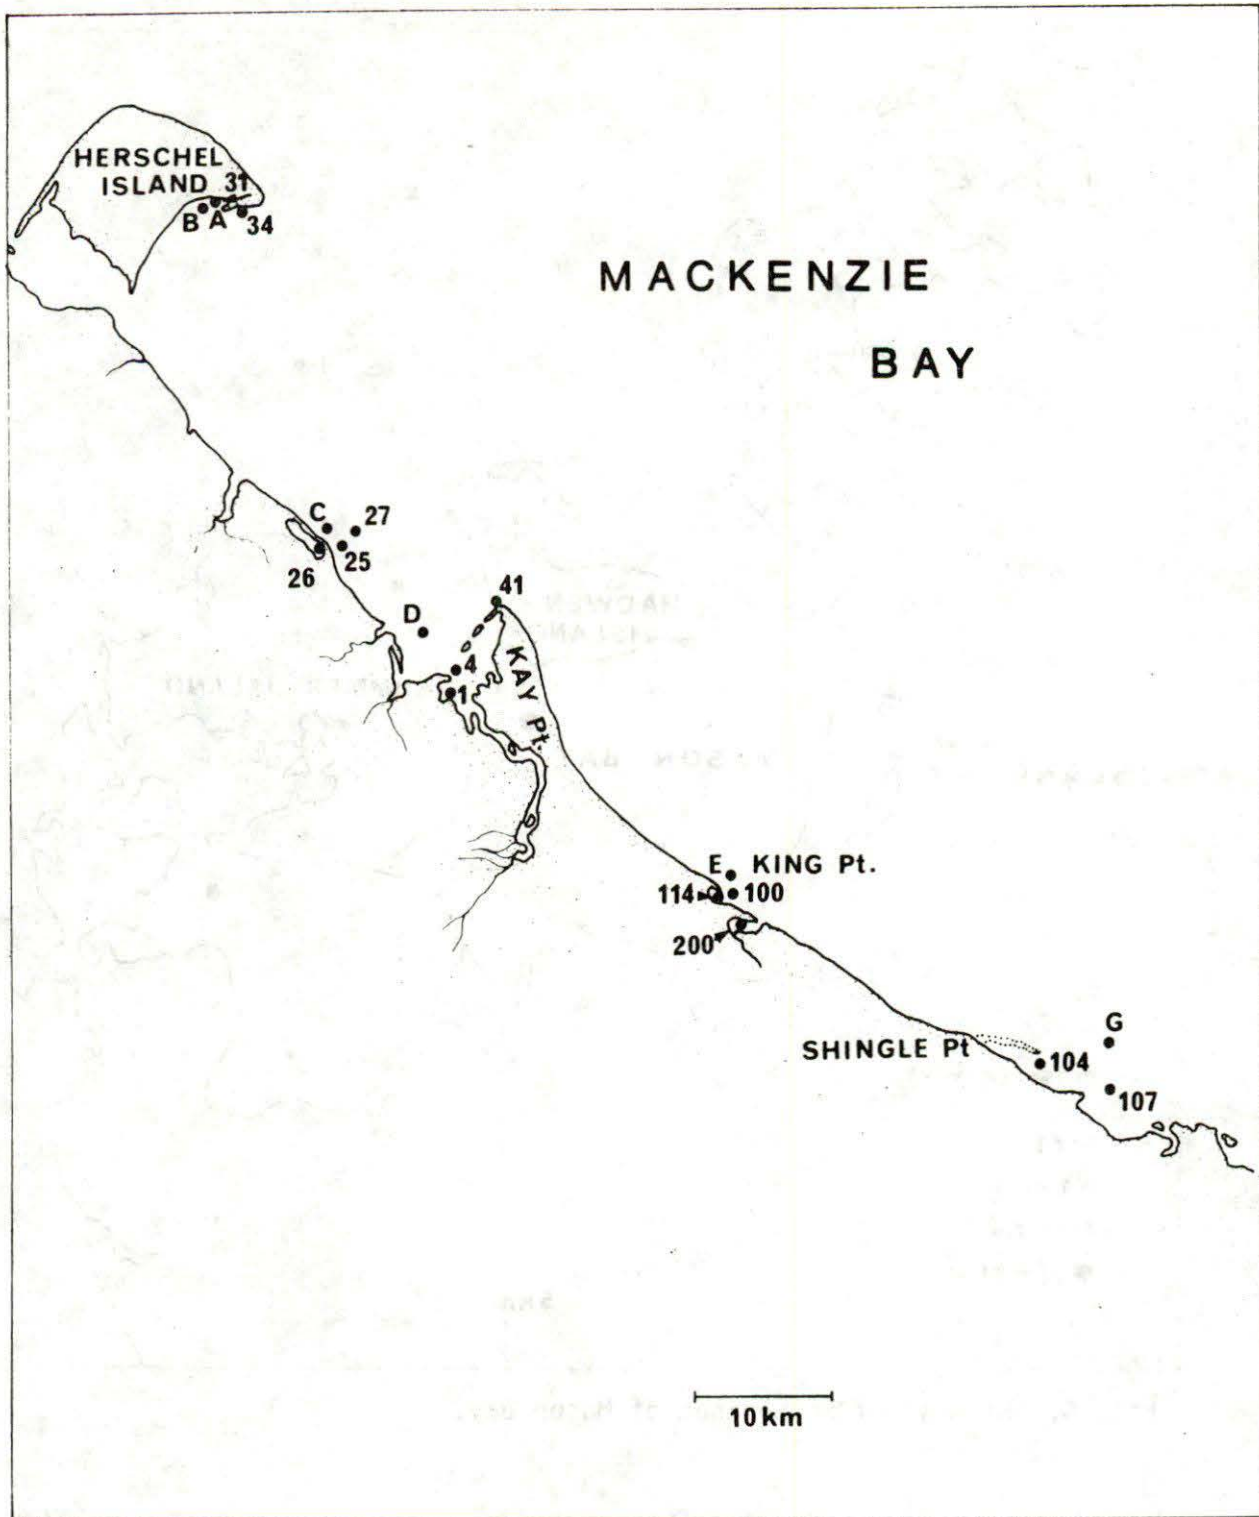 HERSCHEL
ISLAND
31
B
A
34
MACKENZIE
BAY
C
27
25
26
41
D
4
1
KAY Pt.
E
KING Pt.
114
100
200
G
SHINGLE Pt
104
107
10 km